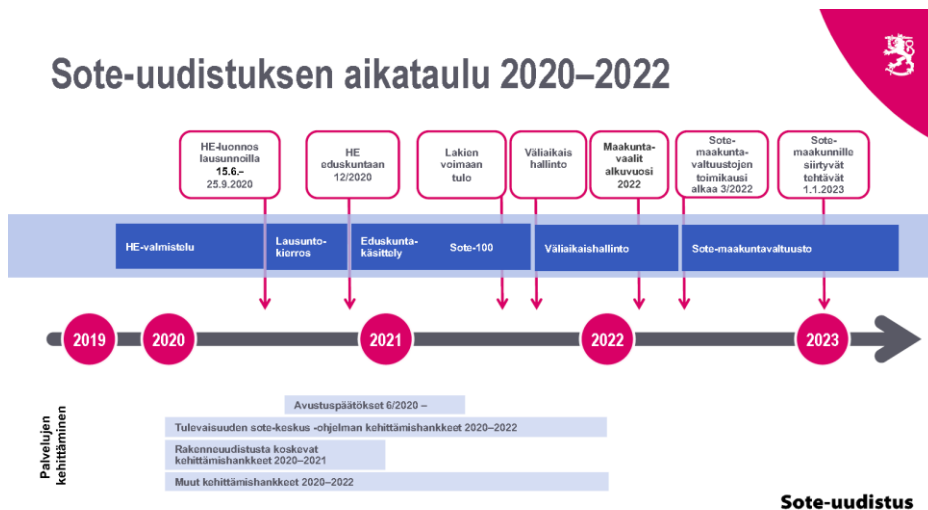 Sote-uudistuksen aikataulu 2020–2022
HE-luonnos
lausunnoilla
15.6.–
25.9.2020
HE
eduskuntaan
12/2020
Lakien
voimaan
tulo
Väliaikais
hallinto
Maakunta-
vaalit
alkuvuosi
2022
Sote-
maakunta-
valtuustojen
toimikausi
alkaa 3/2022
Sote-
maakunnille
siirtyvät
tehtävät
1.1.2023
HE-valmistelu
Lausunto-
kierros
Eduskunta-
käsittely
Sote-100
Väliaikaishallinto
Sote-maakuntavaltuusto
2019
2020
2021
2022
2023
Palvelujen
kehittäminen
Avustuspäätökset 6/2020 –
Tulevaisuuden sote-keskus -ohjelman kehittämishankkeet 2020–2022
Rakenneuudistusta koskevat
kehittämishankkeet 2020–2021
Muut kehittämishankkeet 2020–2022
Sote-uudistus